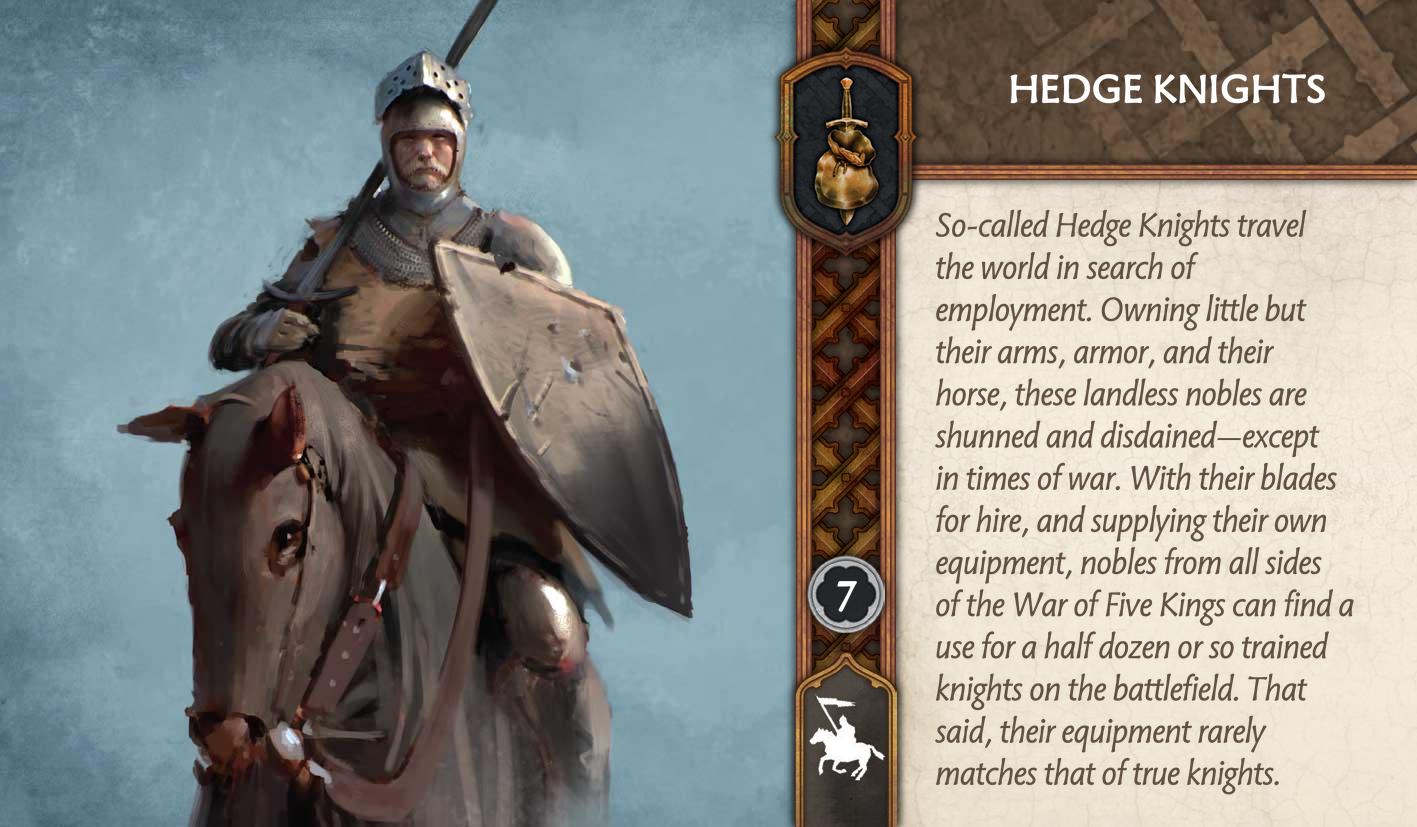 HEDGE KNIGHTS
So-called Hedge Knights travel
the world in search of
employment. Owning little but
their arms, armor, and their
horse, these landless nobles are
shunned and disdained—except
in times of war. With their blades
for hire, and supplying their own
equipment, nobles from all sides
of the War of Five Kings can find a
use for a half dozen or so trained
knights on the battlefield. That
said, their equipment rarely
matches that of true knights.
7